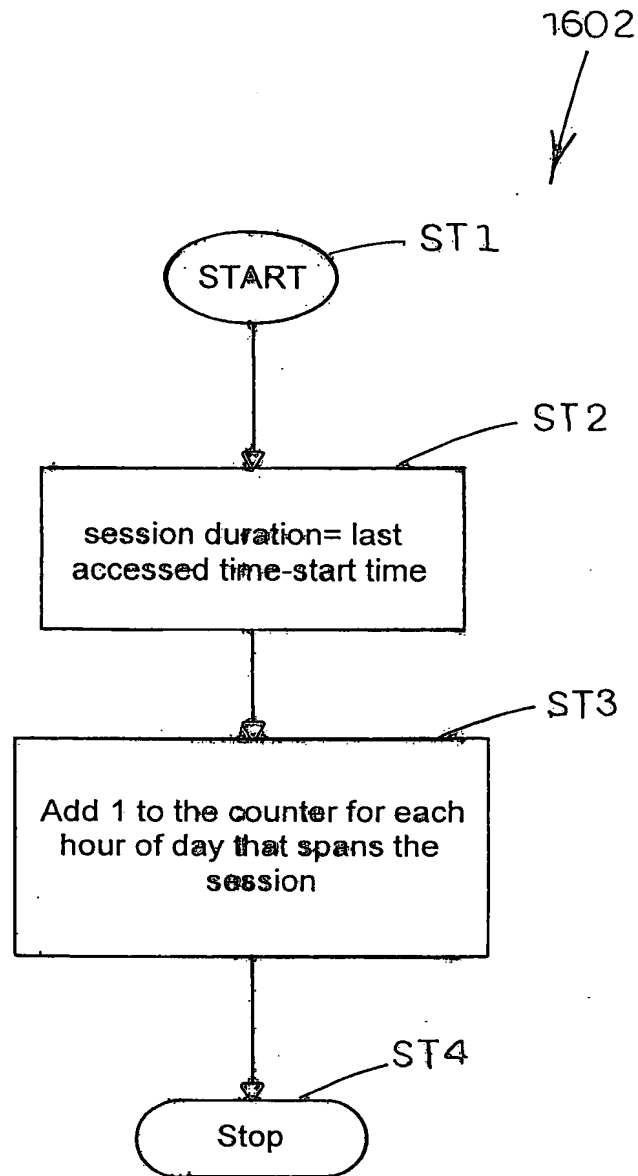 1602
ST1
START
ST2
session duration= last
accessed time-start time
ST3
Add 1 to the counter for each
hour of day that spans the
session
ST4
Stop